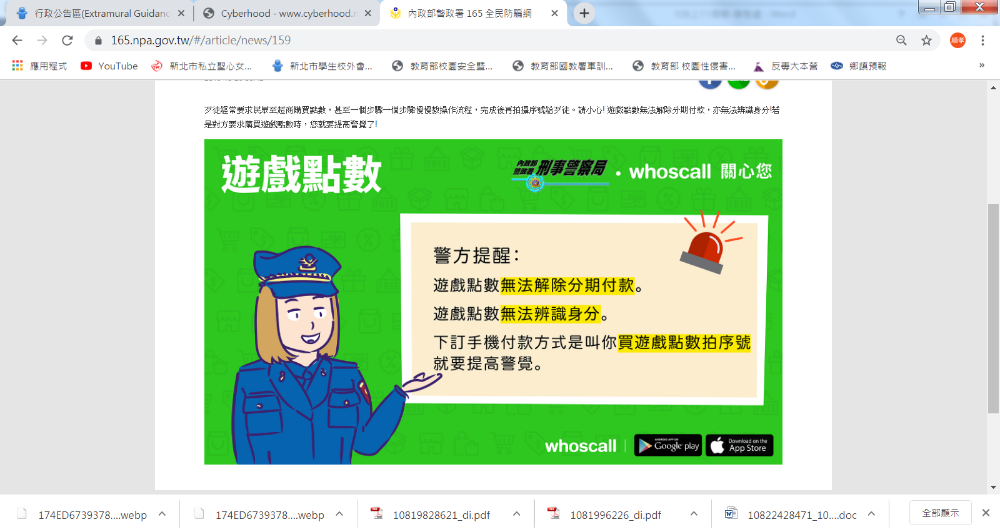 行政公告區(Extramural Guidanc
Cyberhood - www.cyberhood.n
內政部警政署 165 全民防騙網
165.npa.gov.tw/#/article/news/159
順孝
應用程式
YouTube
新北市私立聖心女...
新北市學生校外會...
教育部校園安全暨...
教育部國教署軍訓...
教育部 校園性侵害...
反毒大本營
鄉鎮預報
»
歹徒經常要求民眾至超商購買點數，甚至一個步驟一個步驟慢慢教操作流程，完成後再拍攝序號給歹徒。請小心! 遊戲點數無法解除分期付款，亦無法辨識身分!若
是對方要求購買遊戲點數時，您就要提高警覺了!
遊戲點數
內政部
警政署 刑事警察局 • whoscall 關心您
警方提醒：
遊戲點數無法解除分期付款。
遊戲點數無法辨識身分。
下訂手機付款方式是叫你買遊戲點數拍序號
就要提高警覺。
whoscall
ANDROID APP ON
Google play
Download on the
App Store
174ED6739378....webp
174ED6739378....webp
10819828621_di.pdf
1081996226_di.pdf
10822428471_10....doc
全部顯示